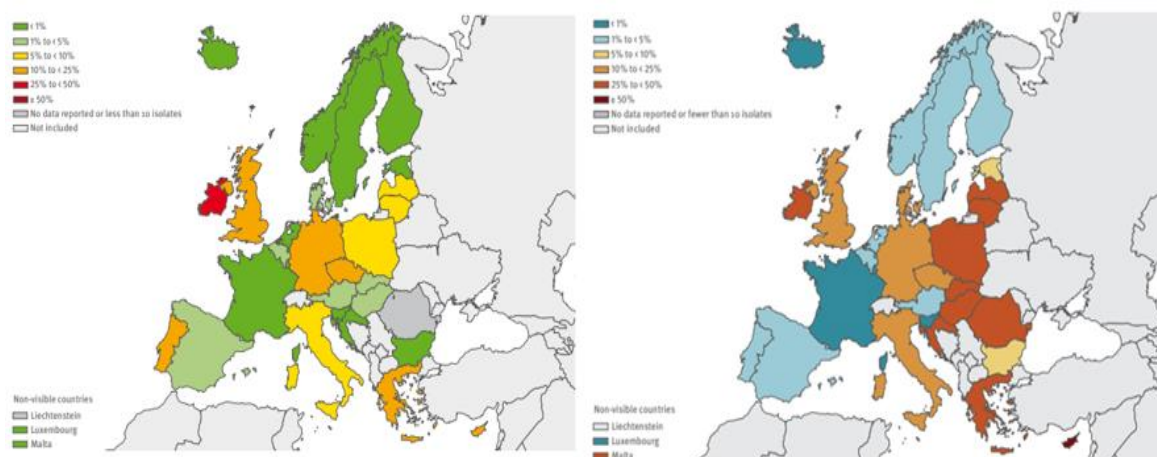 < 1%
1% to < 5%
5% to < 10%
10% to < 25%
25% to < 50%
≥ 50%
No data reported or less than 10 isolates
Not included
Non-visible countries
Liechtenstein
Luxembourg
Malta
< 1%
1% to < 5%
5% to < 10%
10% to < 25%
25% to < 50%
≥ 50%
No data reported or fewer than 10 isolates
Not included
Non-visible countries
Liechtenstein
Luxembourg
Malta